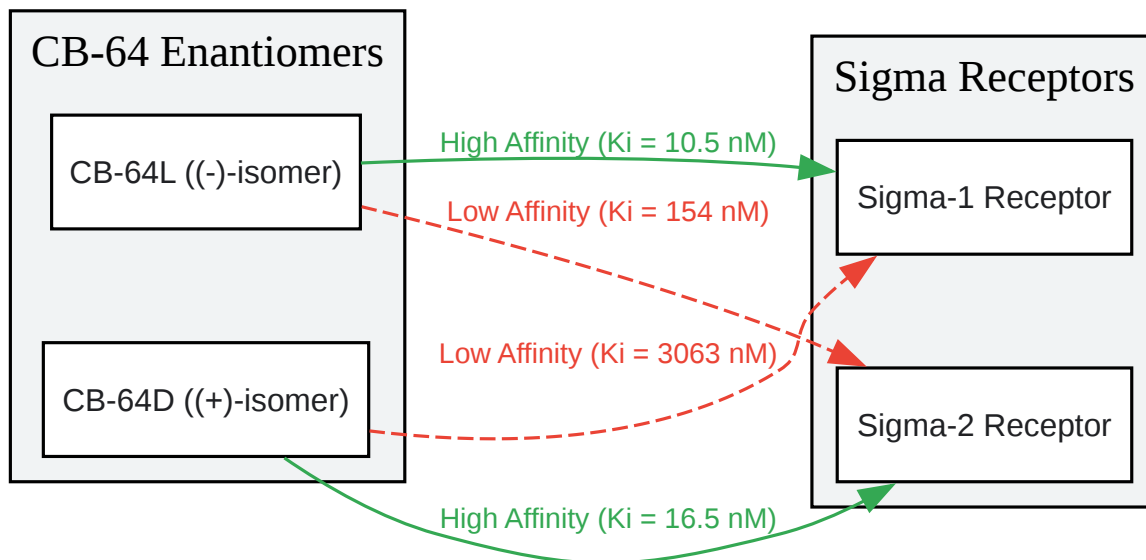 CB-64 Enantiomers
CB-64L ((-)-isomer)
CB-64D ((+)-isomer)
High Affinity (Ki = 10.5 nM)
Low Affinity (Ki = 154 nM)
Low Affinity (Ki = 3063 nM)
High Affinity (Ki = 16.5 nM)
Sigma Receptors
Sigma-1 Receptor
Sigma-2 Receptor